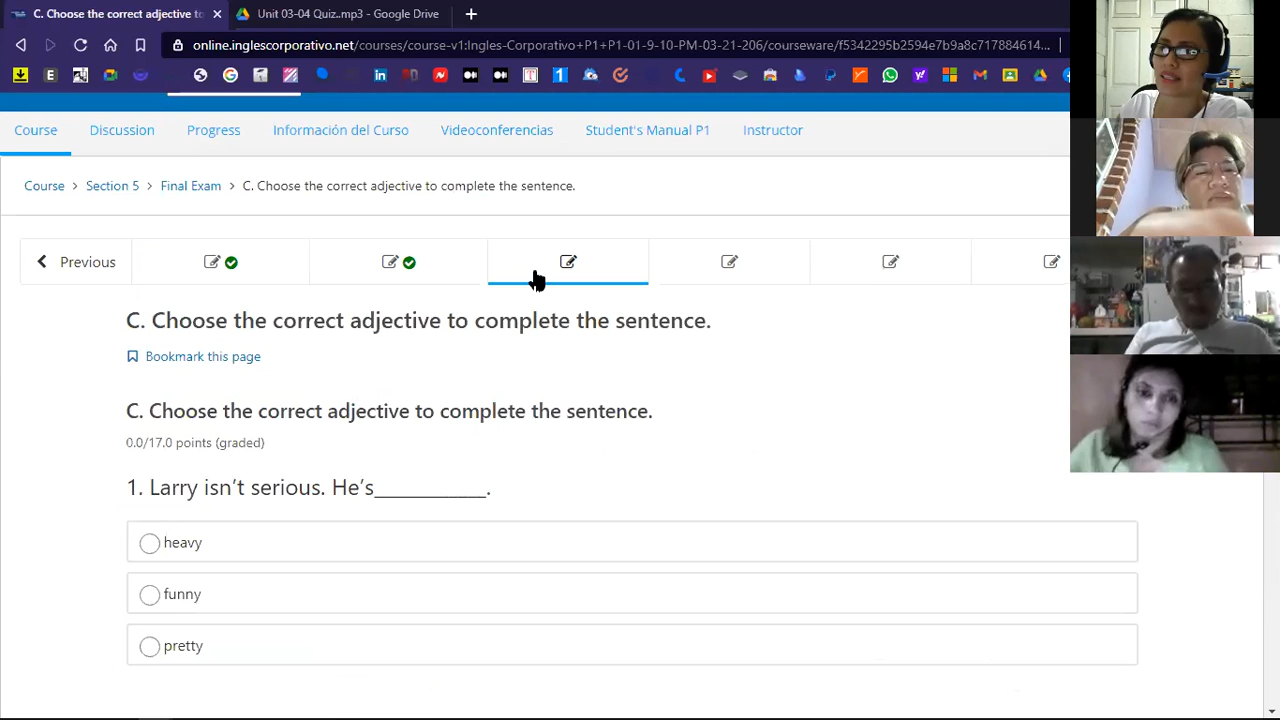 C. Choose the correct adjective to
Unit 03-04 Quiz..mp3 - Google Drive
online.inglescorporativo.net/courses/course-v1:Ingles-Corporativo+P1+P1-01-9-10-PM-03-21-206/courseware/f5342295b2594e7b9a8c717884614...
Course Discussion Progress Información del Curso Videoconferencias Student's Manual P1 Instructor
Course > Section 5 > Final Exam > C. Choose the correct adjective to complete the sentence.
Previous
C. Choose the correct adjective to complete the sentence.
Bookmark this page
C. Choose the correct adjective to complete the sentence.
0.0/17.0 points (graded)
1. Larry isn’t serious. He’s___________.
heavy
funny
pretty